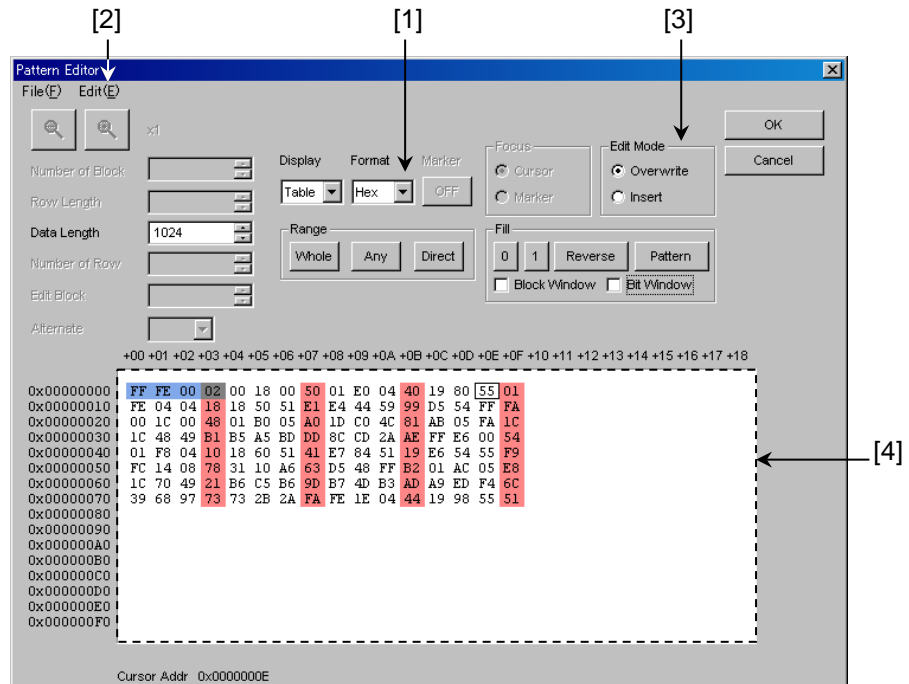 [2] [1] [3]
Pattern Editor
File(F) Edit(E)
x1
OK
Cancel
Number of Block
Row Length
Data Length 1024
Number of Row
Edit Block
Alternate
Display Format Marker
Table Hex OFF
Range
Whole Any Direct
Focus
Cursor
Marker
Edit Mode
Overwrite
Insert
Fill
0 1 Reverse Pattern
Block Window Bit Window
+00 +01 +02 +03 +04 +05 +06 +07 +08 +09 +0A +0B +0C +0D +0E +0F +10 +11 +12 +13 +14 +15 +16 +17 +18
0x00000000 FF FE 00 02 00 18 00 50 01 E0 04 40 19 80 55 01
0x00000010 FE 04 04 18 18 50 51 E1 E4 44 59 99 D5 54 FF FA
0x00000020 00 1C 00 48 01 B0 05 A0 1D C0 4C 81 AB 05 FA 1C
0x00000030 1C 48 49 B1 B5 A5 BD DD 8C CD 2A AE FF E6 00 54
0x00000040 01 F8 04 10 18 60 51 41 E7 84 51 19 E6 54 55 F9
0x00000050 FC 14 08 78 31 10 A6 63 D5 48 FF B2 01 AC 05 E8
0x00000060 1C 70 49 21 B6 C5 B6 9D B7 4D B3 AD A9 ED F4 6C
0x00000070 39 68 97 73 73 2B 2A FA FE 1E 04 44 19 98 55 51
0x00000080
0x00000090
0x000000A0
0x000000B0
0x000000C0
0x000000D0
0x000000E0
0x000000F0
[4]
Cursor Addr 0x0000000E